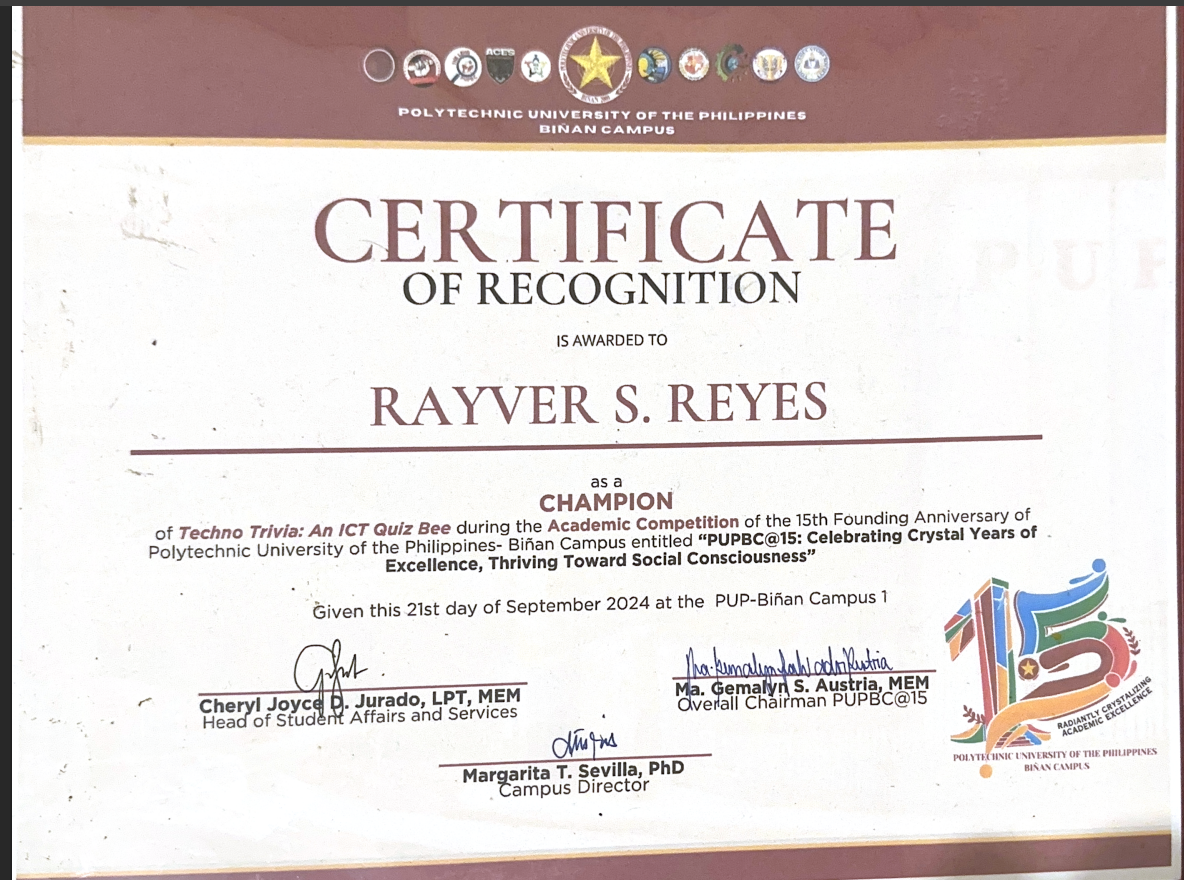 ACES
POLYTECHNIC UNIVERSITY OF THE PHILIPPINES
BIÑAN CAMPUS
CERTIFICATE
OF RECOGNITION
IS AWARDED TO
RAYVER S. REYES
as a
CHAMPION
of Techno Trivia: An ICT Quiz Bee during the Academic Competition of the 15th Founding Anniversary of
Polytechnic University of the Philippines- Biñan Campus entitled “PUPBC@15: Celebrating Crystal Years of
Excellence, Thriving Toward Social Consciousness”
Given this 21st day of September 2024 at the PUP-Biñan Campus 1
Cheryl Joyce D. Jurado, LPT, MEM
Head of Student Affairs and Services
Ma. Gemalyn S. Austria, MEM
Overall Chairman PUPBC@15
Margarita T. Sevilla, PhD
Campus Director
15
RADIANTLY CRYSTALIZING
ACADEMIC EXCELLENCE
POLYTECHNIC UNIVERSITY OF THE PHILIPPINES
BIÑAN CAMPUS